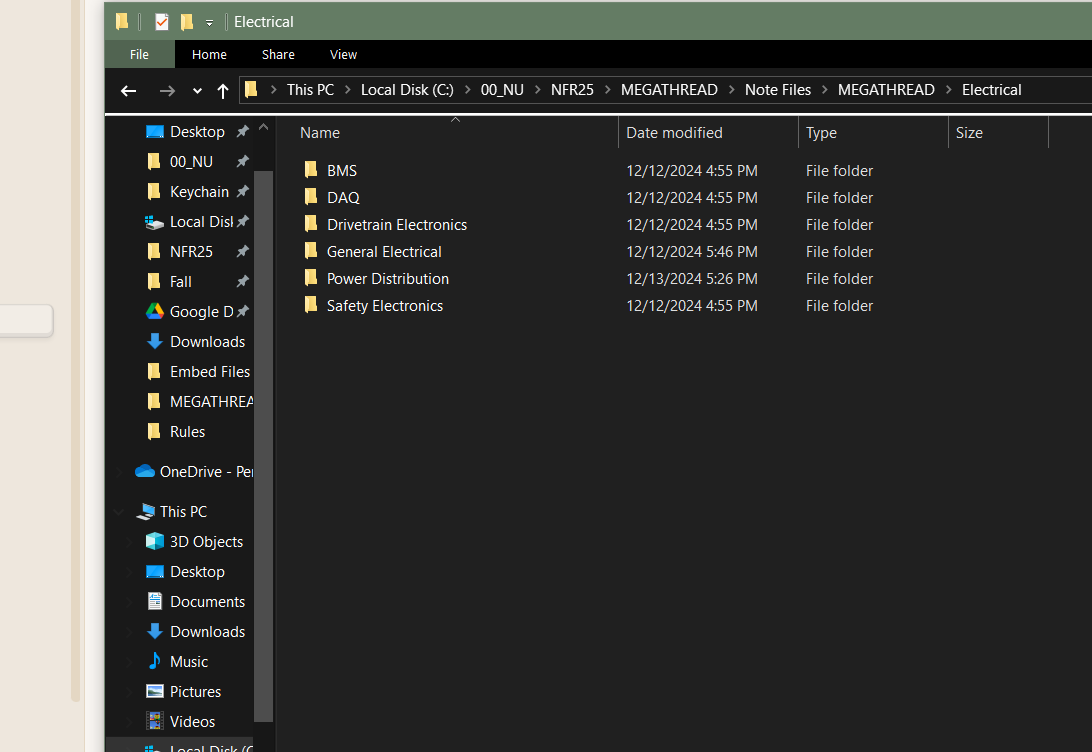 Electrical
File Home Share View
This PC Local Disk (C:) 00_NU NFR25 MEGATHREAD Note Files MEGATHREAD Electrical
Desktop
00_NU
Keychain
Local Disl
NFR25
Fall
Google D
Downloads
Embed Files
MEGATHREA
Rules
OneDrive - Per
This PC
3D Objects
Desktop
Documents
Downloads
Music
Pictures
Videos
Local Disk (C
Name Date modified Type Size
BMS 12/12/2024 4:55 PM File folder
DAQ 12/12/2024 4:55 PM File folder
Drivetrain Electronics 12/12/2024 4:55 PM File folder
General Electrical 12/12/2024 5:46 PM File folder
Power Distribution 12/13/2024 5:26 PM File folder
Safety Electronics 12/12/2024 4:55 PM File folder